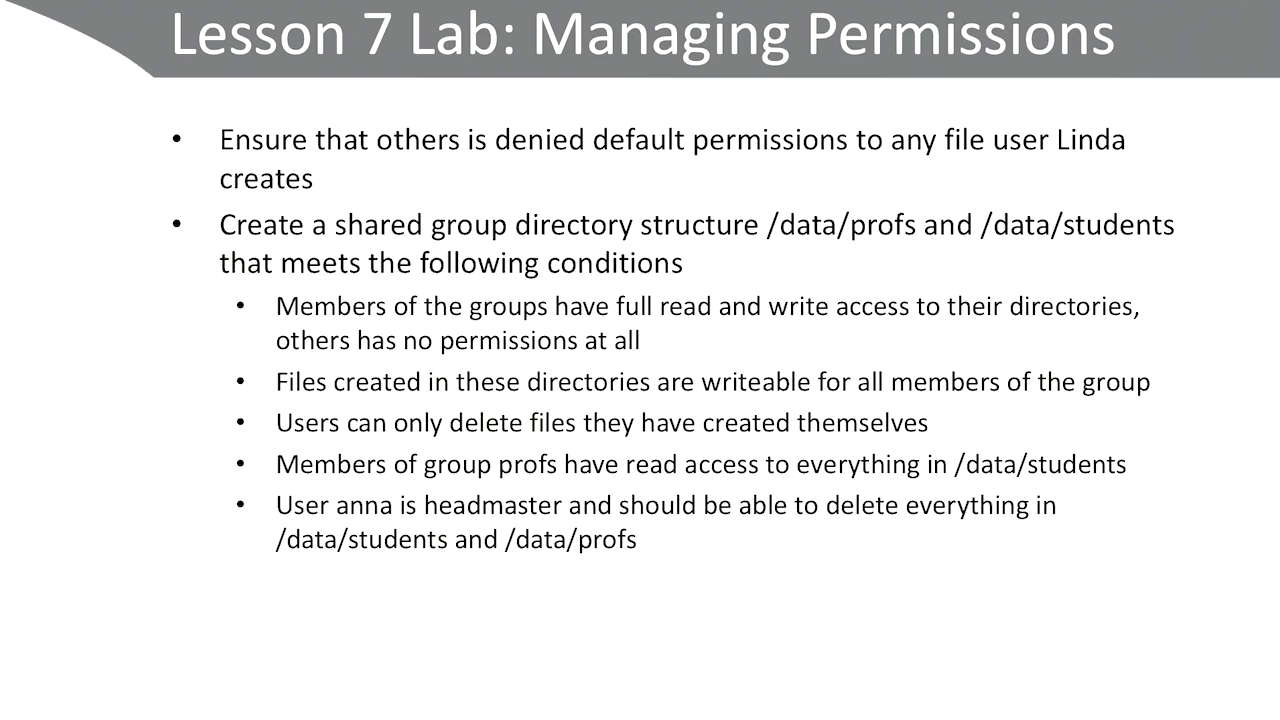 Lesson 7 Lab: Managing Permissions
• Ensure that others is denied default permissions to any file user Linda
creates
• Create a shared group directory structure /data/profs and /data/students
that meets the following conditions
• Members of the groups have full read and write access to their directories,
others has no permissions at all
• Files created in these directories are writeable for all members of the group
• Users can only delete files they have created themselves
• Members of group profs have read access to everything in /data/students
• User anna is headmaster and should be able to delete everything in
/data/students and /data/profs